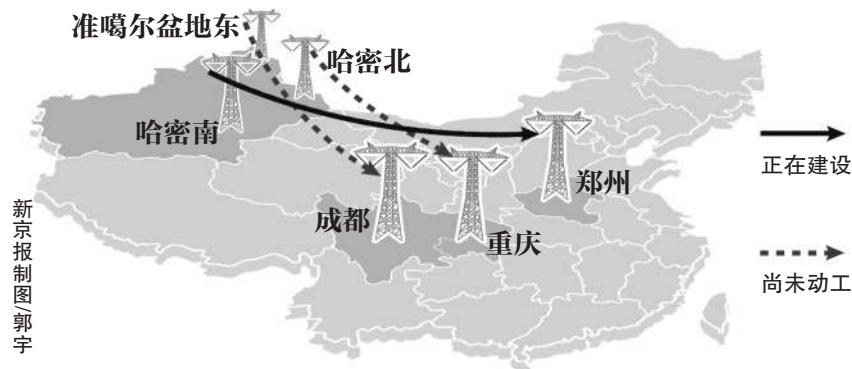 准噶尔盆地东
哈密北
哈密南
郑州
成都
重庆
正在建设
尚未动工
新京报制图/郭宇